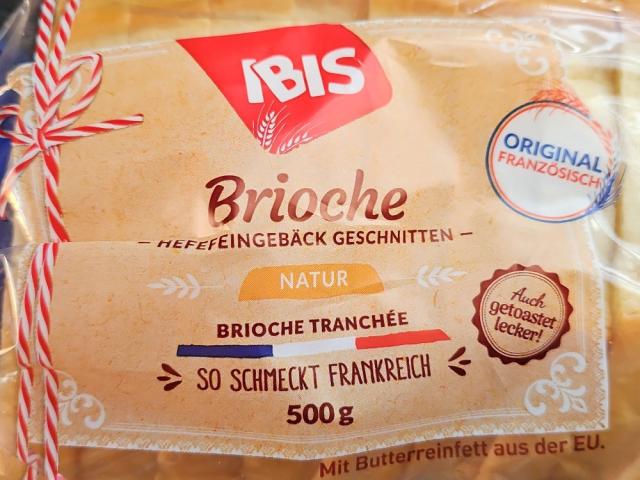 IBIS
ORIGINAL
FRANZÖSISCH
Brioche
– HEFEFEINGEBÄCK GESCHNITTEN –
NATUR
Auch
getoastet
lecker!
BRIOCHE TRANCHÉE
SO SCHMECKT FRANKREICH
500 g
Mit Butterreinfett aus der EU.